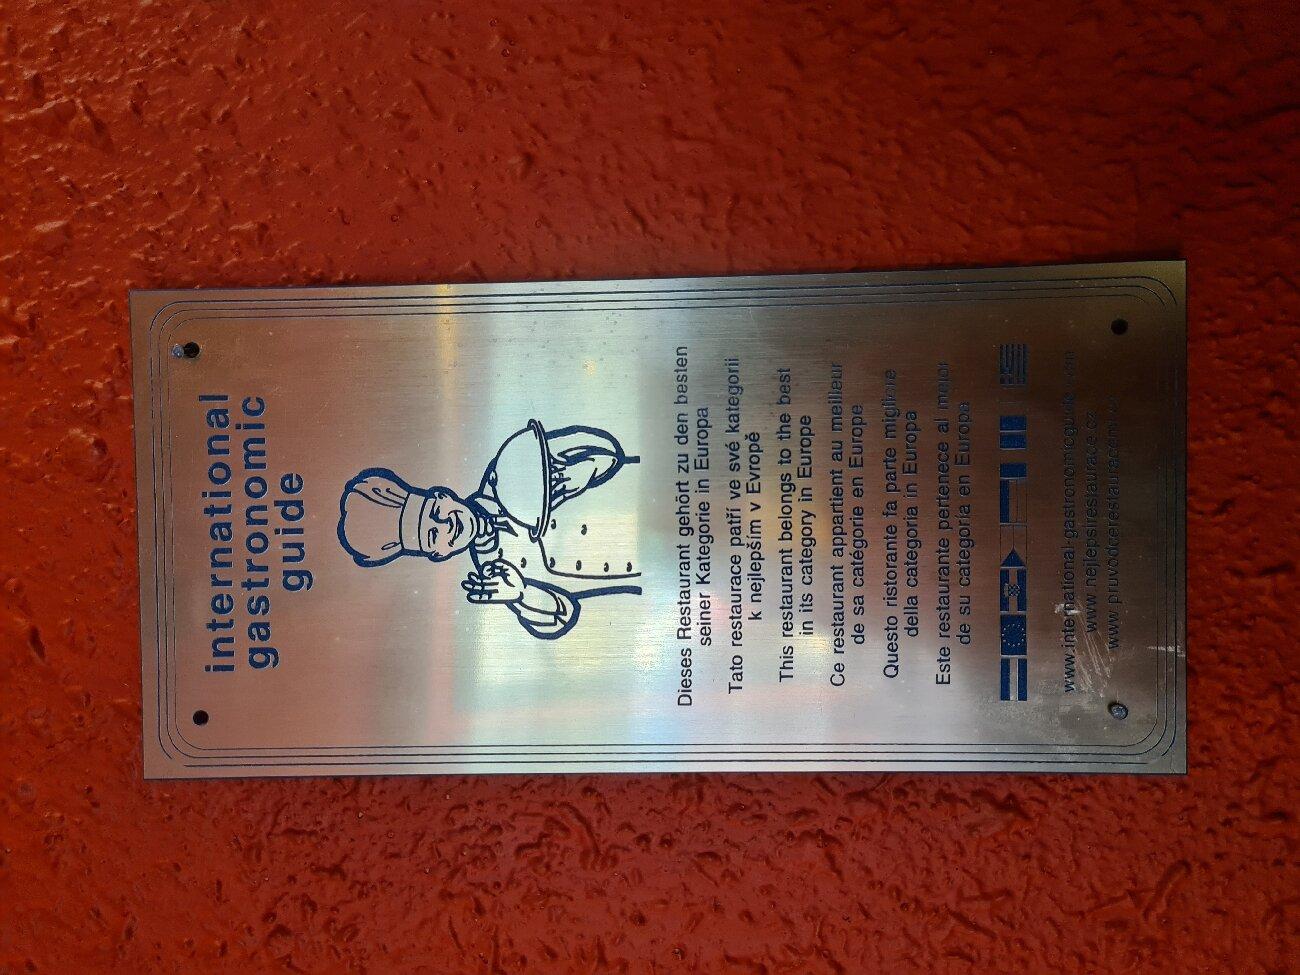 international
gastronomic
guide
Dieses Restaurant gehört zu den besten
seiner Kategorie in Europa
Tato restaurace patří ve své kategorii
k nejlepším v Evropě
This restaurant belongs to the best
in its category in Europe
Ce restaurant appartient au meilleur
de sa catégorie en Europe
Questo ristorante fa parte migliore
della categoria in Europa
Este restaurante pertenece al mejor
de su categoria en Europa
www.international-gastronomicguide.com
www.nejlepsirestaurace.cz